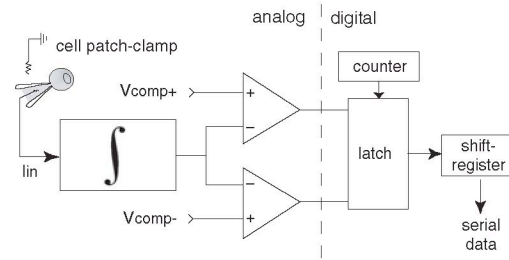 analog
digital
cell patch-clamp
counter
Vcomp+
+
−
∫
latch
shift-
register
Iin
−
+
Vcomp-
serial
data